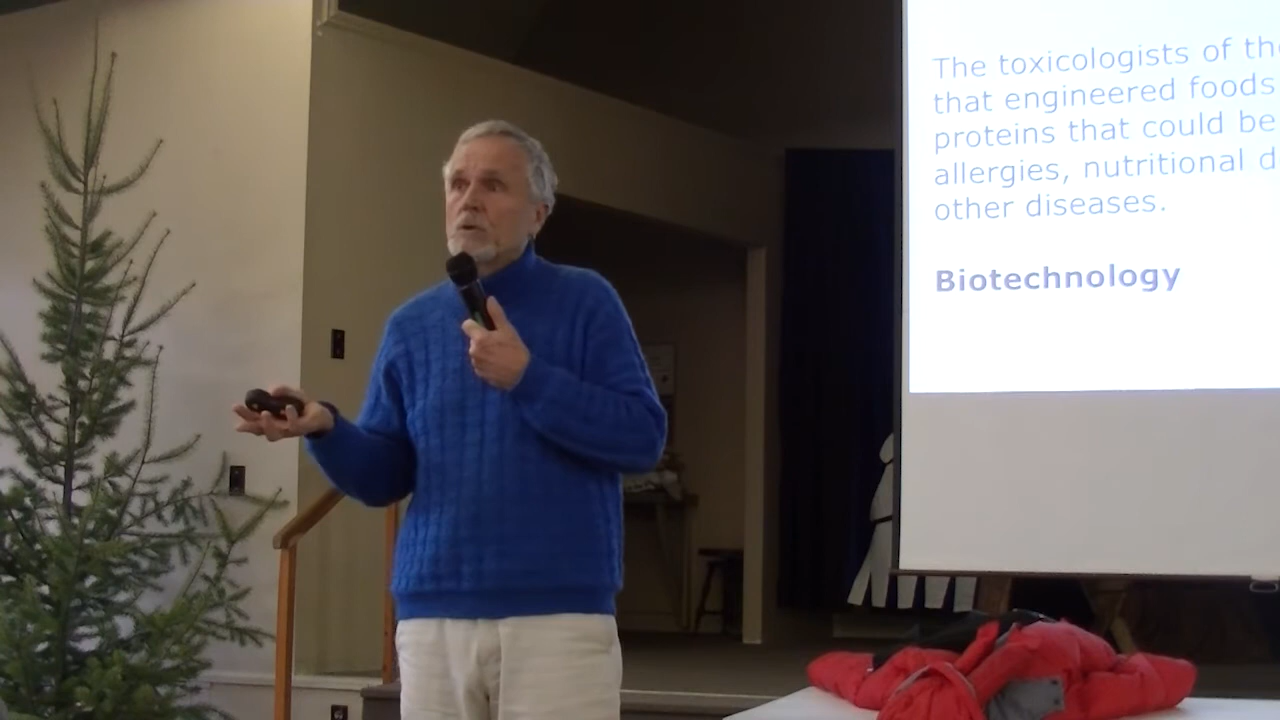 The toxicologists of the
that engineered foods
proteins that could be
allergies, nutritional d
other diseases.
Biotechnology